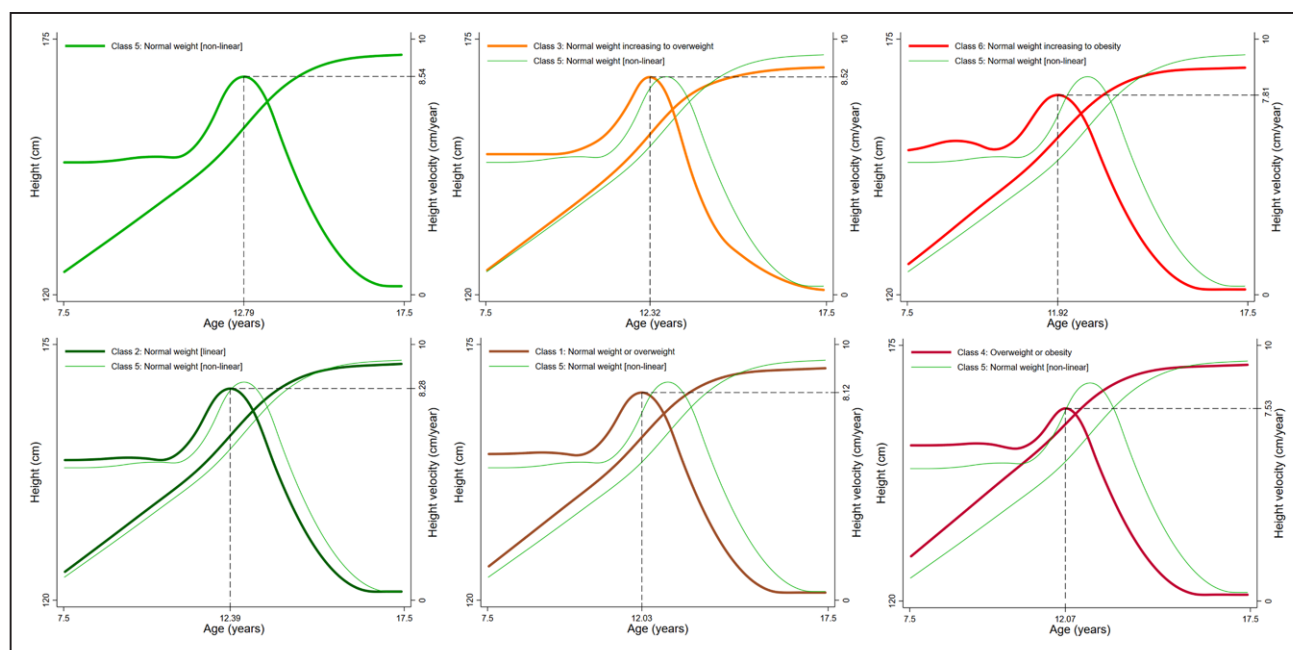 175
Class 5: Normal weight [non-linear]
10
8.54
Height (cm)
Height velocity (cm/year)
120
0
7.5
12.79
17.5
Age (years)
175
Class 3: Normal weight increasing to overweight
Class 5: Normal weight [non-linear]
10
8.52
Height (cm)
Height velocity (cm/year)
120
0
7.5
12.32
17.5
Age (years)
175
Class 6: Normal weight increasing to obesity
Class 5: Normal weight [non-linear]
10
7.81
Height (cm)
Height velocity (cm/year)
120
0
7.5
11.92
17.5
Age (years)
175
Class 2: Normal weight [linear]
Class 5: Normal weight [non-linear]
10
8.28
Height (cm)
Height velocity (cm/year)
120
0
7.5
12.39
17.5
Age (years)
175
Class 1: Normal weight or overweight
Class 5: Normal weight [non-linear]
10
8.12
Height (cm)
Height velocity (cm/year)
120
0
7.5
12.03
17.5
Age (years)
175
Class 4: Overweight or obesity
Class 5: Normal weight [non-linear]
10
7.53
Height (cm)
Height velocity (cm/year)
120
0
7.5
12.07
17.5
Age (years)